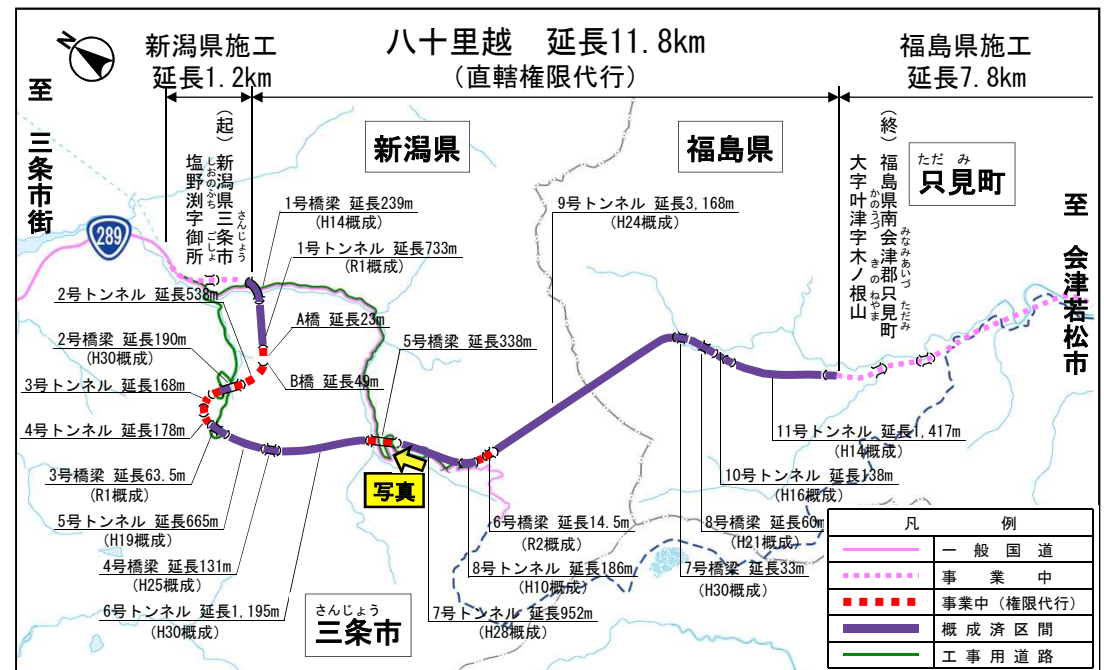 新潟県施工
延長1.2km
八十里越 延長11.8km
(直轄権限代行)
福島県施工
延長7.8km
N
至 三条市街
(起)新潟県三条市
さんじょう
塩野渕字御所
しおのふち ごしょ
新潟県
福島県
(終)福島県南会津郡只見町
みなみあいづ ただみ
大字叶津字木ノ根山
かのうづ きのねやま
ただみ
只見町
至 会津若松市
289
1号橋梁 延長239m
(H14概成)
1号トンネル 延長733m
(R1概成)
9号トンネル 延長3,168m
(H24概成)
2号トンネル 延長538m
A橋 延長23m
5号橋梁 延長338m
2号橋梁 延長190m
(H30概成)
B橋 延長49m
3号トンネル 延長168m
4号トンネル 延長178m
11号トンネル 延長1,417m
(H14概成)
3号橋梁 延長63.5m
(R1概成)
写真
10号トンネル 延長138m
(H16概成)
5号トンネル 延長665m
(H19概成)
6号橋梁 延長14.5m
(R2概成)
8号橋梁 延長60m
(H21概成)
4号橋梁 延長131m
(H25概成)
8号トンネル 延長186m
(H10概成)
7号橋梁 延長33m
(H30概成)
6号トンネル 延長1,195m
(H30概成)
さんじょう
三条市
7号トンネル 延長952m
(H28概成)
凡 例
一般国道
事業中
事業中(権限代行)
概成済区間
工事用道路